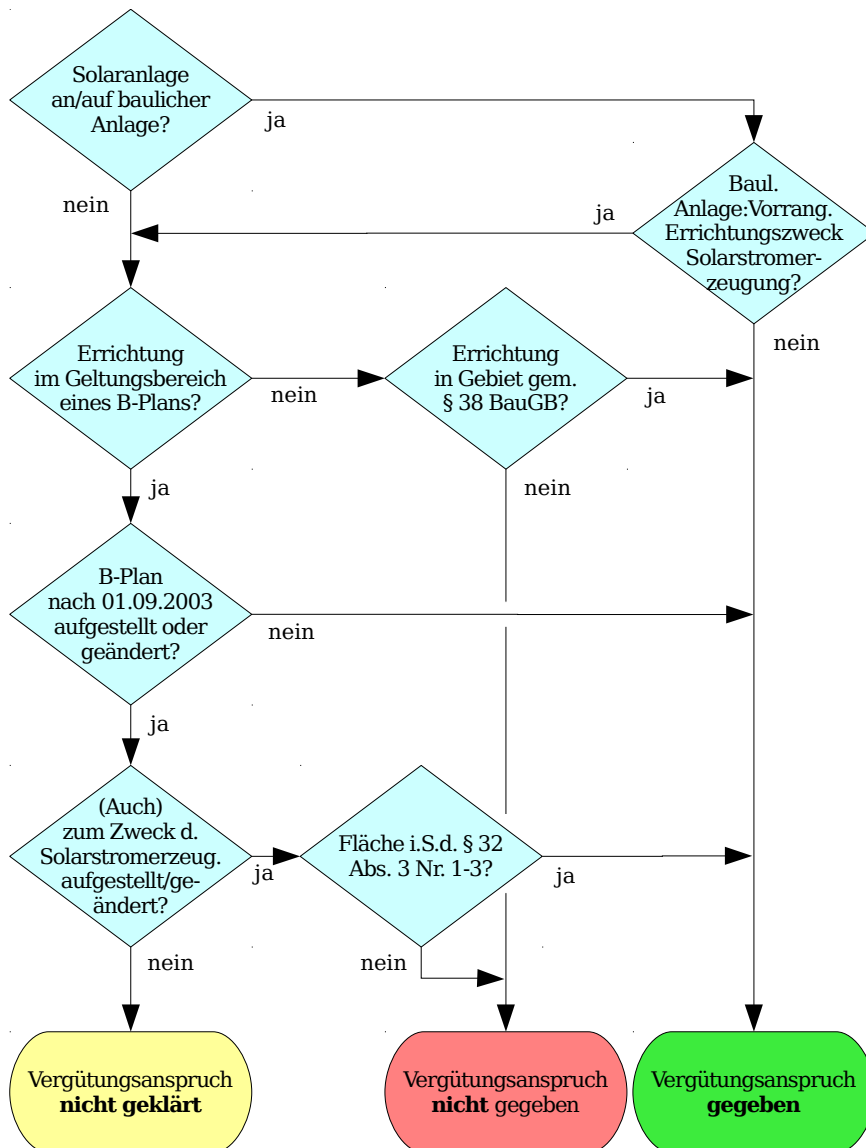 Solaranlage
an/auf baulicher
Anlage?
ja
nein
Baul.
Anlage:Vorrang.
Errichtungszweck
Solarstromer-
zeugung?
ja
nein
Errichtung
im Geltungsbereich
eines B-Plans?
nein
ja
Errichtung
in Gebiet gem.
§ 38 BauGB?
ja
nein
B-Plan
nach 01.09.2003
aufgestellt oder
geändert?
nein
ja
(Auch)
zum Zweck d.
Solarstromerzeug.
aufgestellt/ge-
ändert?
ja
nein
Fläche i.S.d. § 32
Abs. 3 Nr. 1-3?
ja
nein
Vergütungsanspruch
nicht geklärt
Vergütungsanspruch
nicht gegeben
Vergütungsanspruch
gegeben